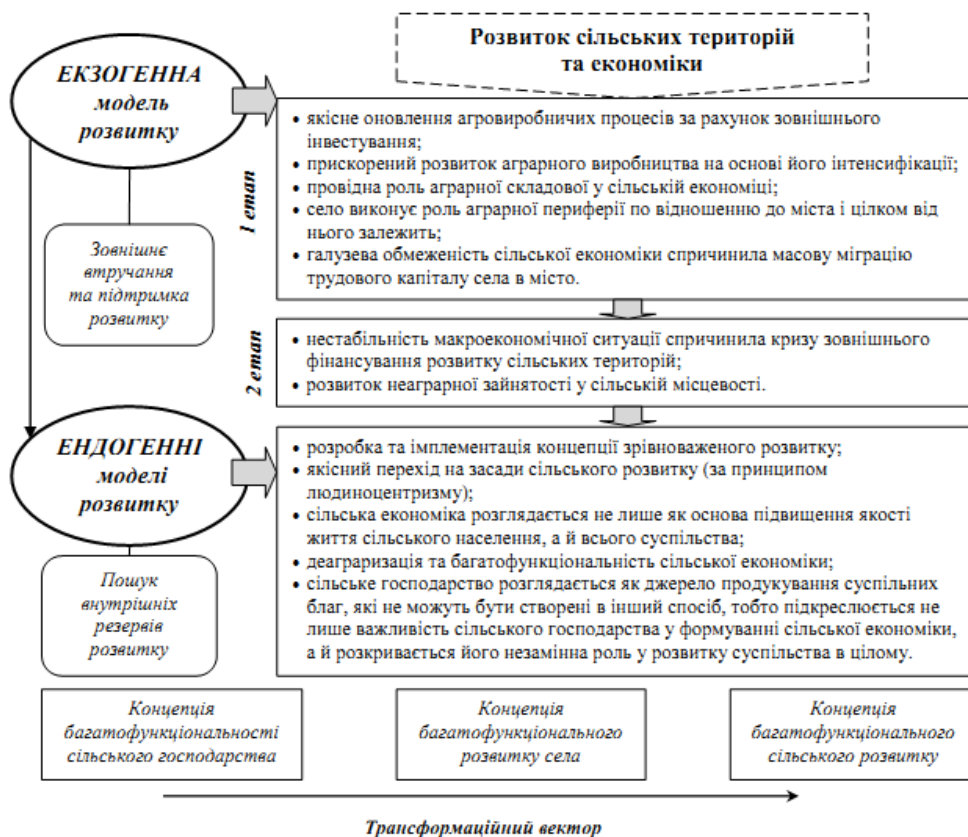 Розвиток сільських територій
та економіки
ЕКЗОГЕННА
модель
розвитку
Зовнішнє
втручання
та підтримка
розвитку
1 етап
• якісне оновлення агровиробничих процесів за рахунок зовнішнього
інвестування;
• прискорений розвиток аграрного виробництва на основі його інтенсифікації;
• провідна роль аграрної складової у сільській економіці;
• село виконує роль аграрної периферії по відношенню до міста і цілком від
нього залежить;
• галузева обмеженість сільської економіки спричинила масову міграцію
трудового капіталу села в місто.
2 етап
• нестабільність макроекономічної ситуації спричинила кризу зовнішнього
фінансування розвитку сільських територій;
• розвиток неаграрної зайнятості у сільській місцевості.
ЕНДОГЕННІ
моделі
розвитку
Пошук
внутрішніх
резервів
розвитку
• розробка та імплементація концепції зрівноваженого розвитку;
• якісний перехід на засади сільського розвитку (за принципом
людиноцентризму);
• сільська економіка розглядається не лише як основа підвищення якості
життя сільського населення, а й всього суспільства;
• деаграризація та багатофункціональність сільської економіки;
• сільське господарство розглядається як джерело продукування суспільних
благ, які не можуть бути створені в інший спосіб, тобто підкреслюється не
лише важливість сільського господарства у формуванні сільської економіки,
а й розкривається його незамінна роль у розвитку суспільства в цілому.
Концепція
багатофункціональності
сільського господарства
Концепція
багатофункціонального
розвитку села
Концепція
багатофункціонального
сільського розвитку
Трансформаційний вектор